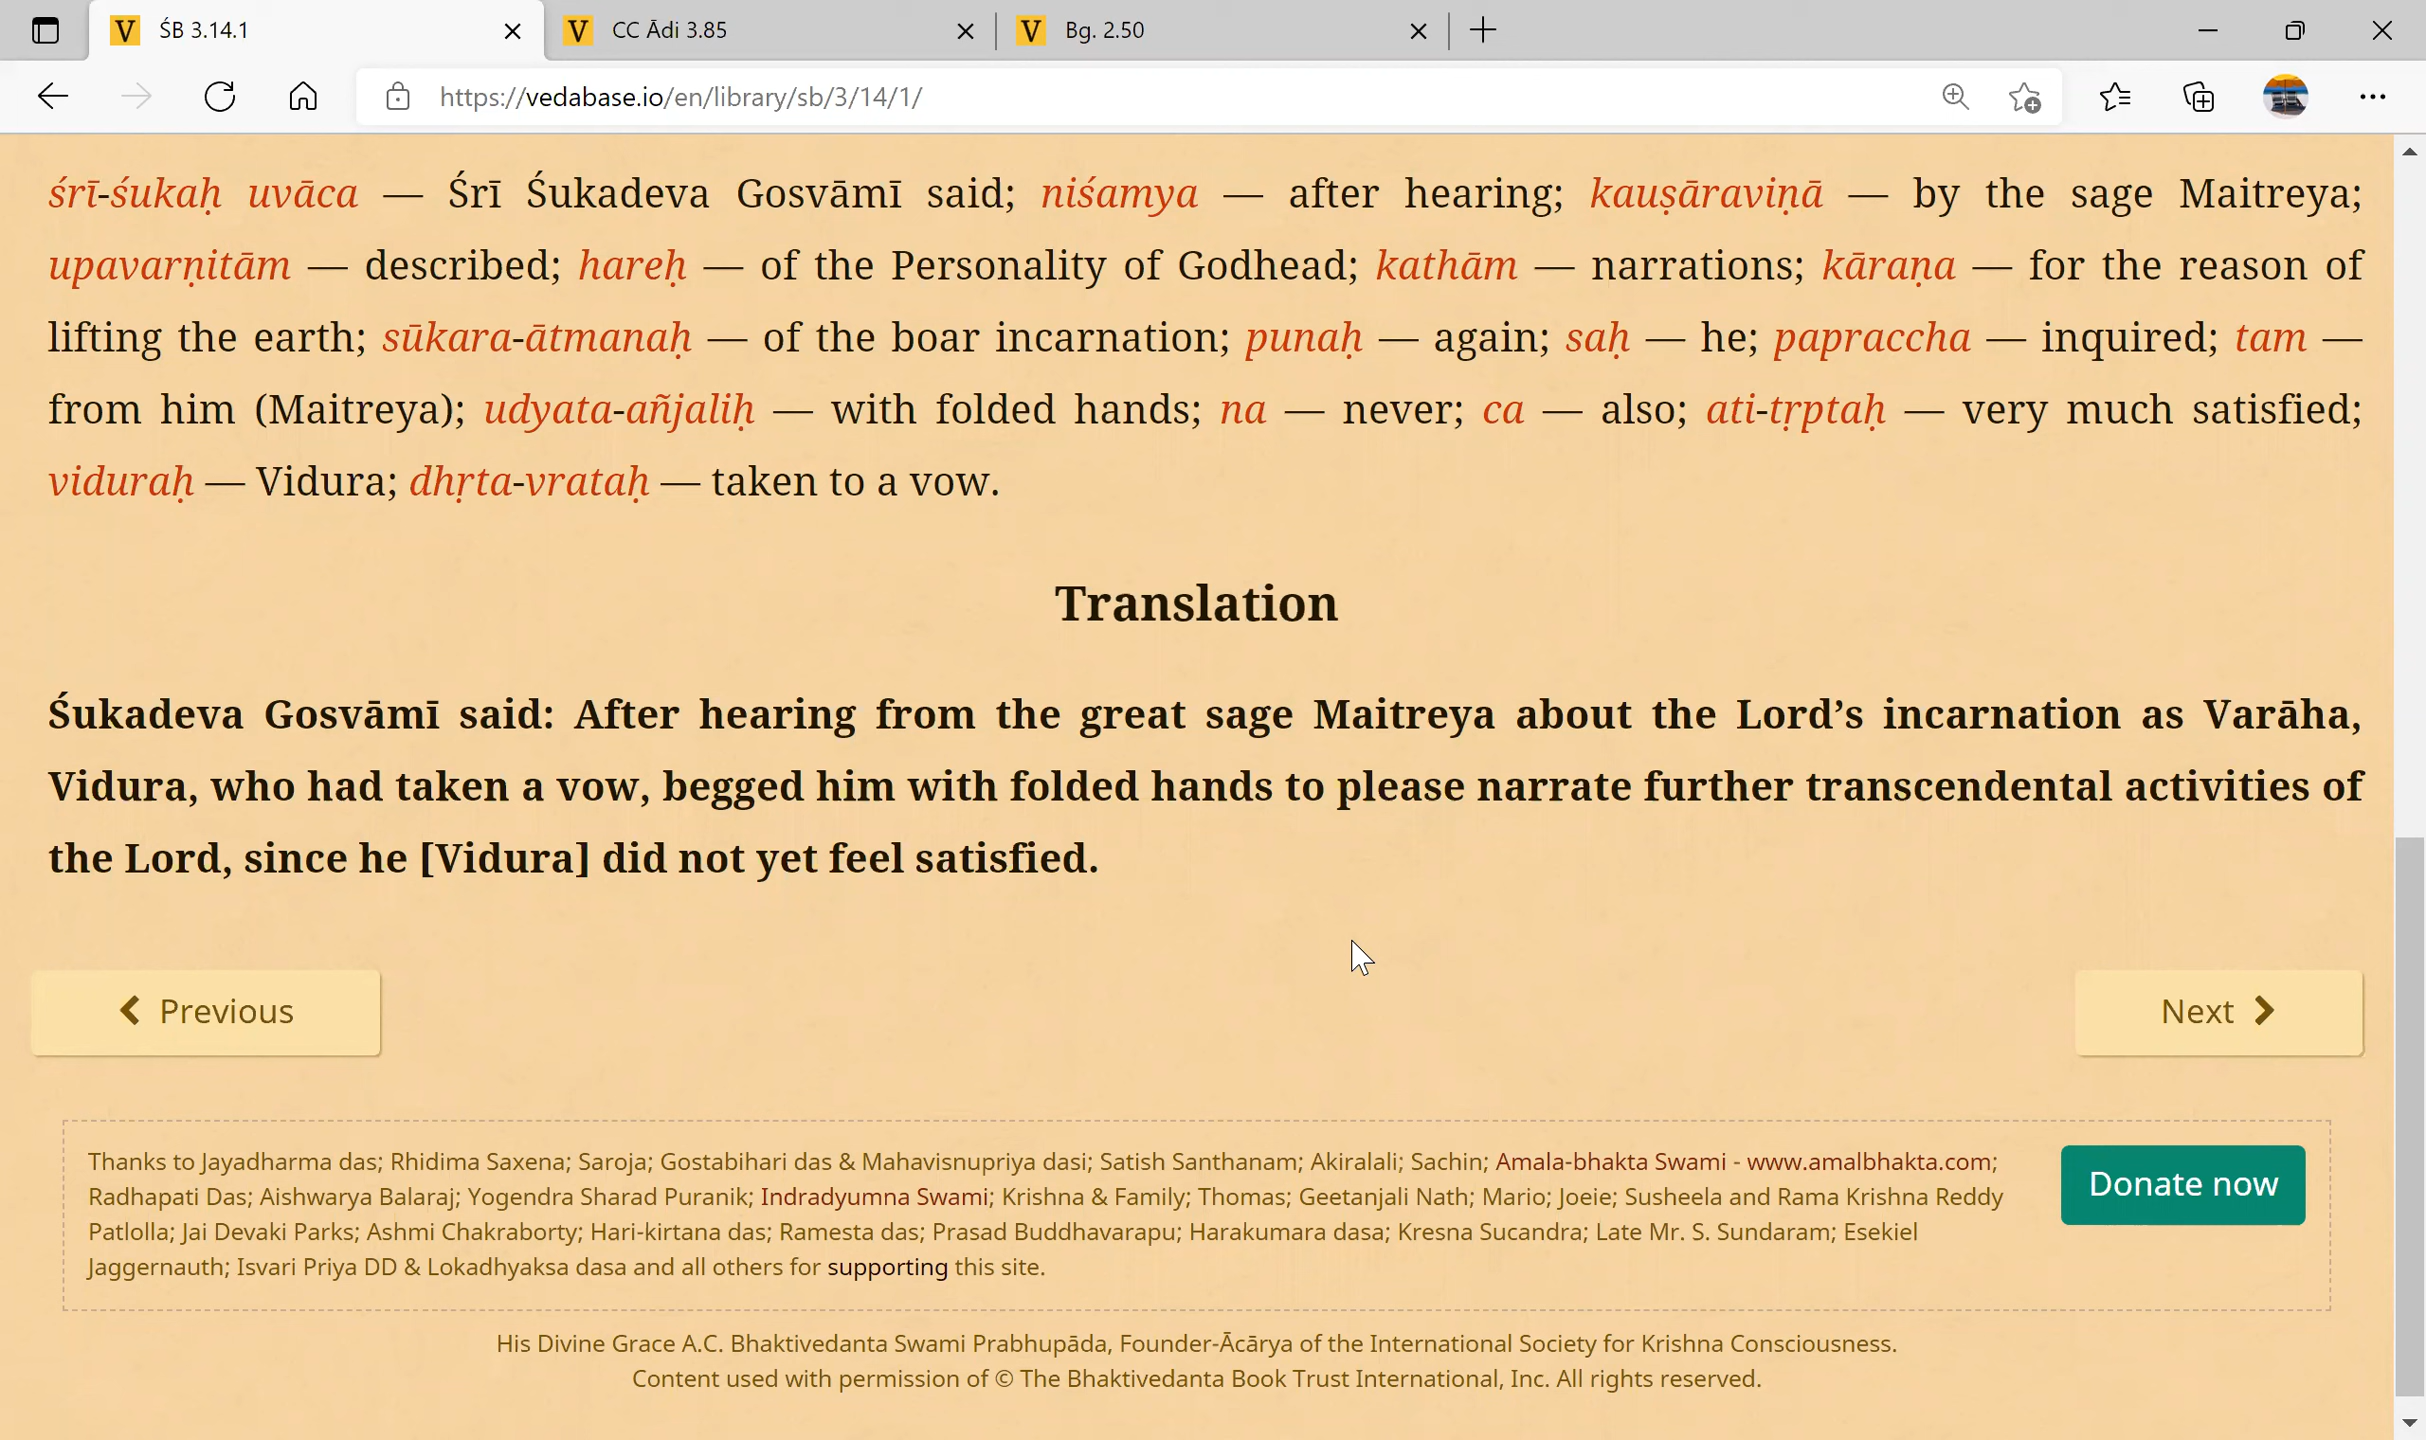 ŚB 3.14.1
CC Ādi 3.85
Bg. 2.50
https://vedabase.io/en/library/sb/3/14/1/
śrī-śukaḥ uvāca — Śrī Śukadeva Gosvāmī said; niśamya — after hearing; kauṣāraviṇā — by the sage Maitreya;
upavarṇitām — described; hareḥ — of the Personality of Godhead; kathām — narrations; kāraṇa — for the reason of
lifting the earth; sūkara-ātmanaḥ — of the boar incarnation; punaḥ — again; saḥ — he; papraccha — inquired; tam —
from him (Maitreya); udyata-añjaliḥ — with folded hands; na — never; ca — also; ati-tṛptaḥ — very much satisfied;
viduraḥ — Vidura; dhṛta-vrataḥ — taken to a vow.
Translation
Śukadeva Gosvāmī said: After hearing from the great sage Maitreya about the Lord’s incarnation as Varāha,
Vidura, who had taken a vow, begged him with folded hands to please narrate further transcendental activities of
the Lord, since he [Vidura] did not yet feel satisfied.
Previous
Next
Thanks to Jayadharma das; Rhidima Saxena; Saroja; Gostabihari das & Mahavisnupriya dasi; Satish Santhanam; Akiralali; Sachin; Amala-bhakta Swami - www.amalbhakta.com;
Radhapati Das; Aishwarya Balaraj; Yogendra Sharad Puranik; Indradyumna Swami; Krishna & Family; Thomas; Geetanjali Nath; Mario; Joeie; Susheela and Rama Krishna Reddy
Patlolla; Jai Devaki Parks; Ashmi Chakraborty; Hari-kirtana das; Ramesta das; Prasad Buddhavarapu; Harakumara dasa; Kresna Sucandra; Late Mr. S. Sundaram; Esekiel
Jaggernauth; Isvari Priya DD & Lokadhyaksa dasa and all others for supporting this site.
Donate now
His Divine Grace A.C. Bhaktivedanta Swami Prabhupāda, Founder-Ācārya of the International Society for Krishna Consciousness.
Content used with permission of © The Bhaktivedanta Book Trust International, Inc. All rights reserved.